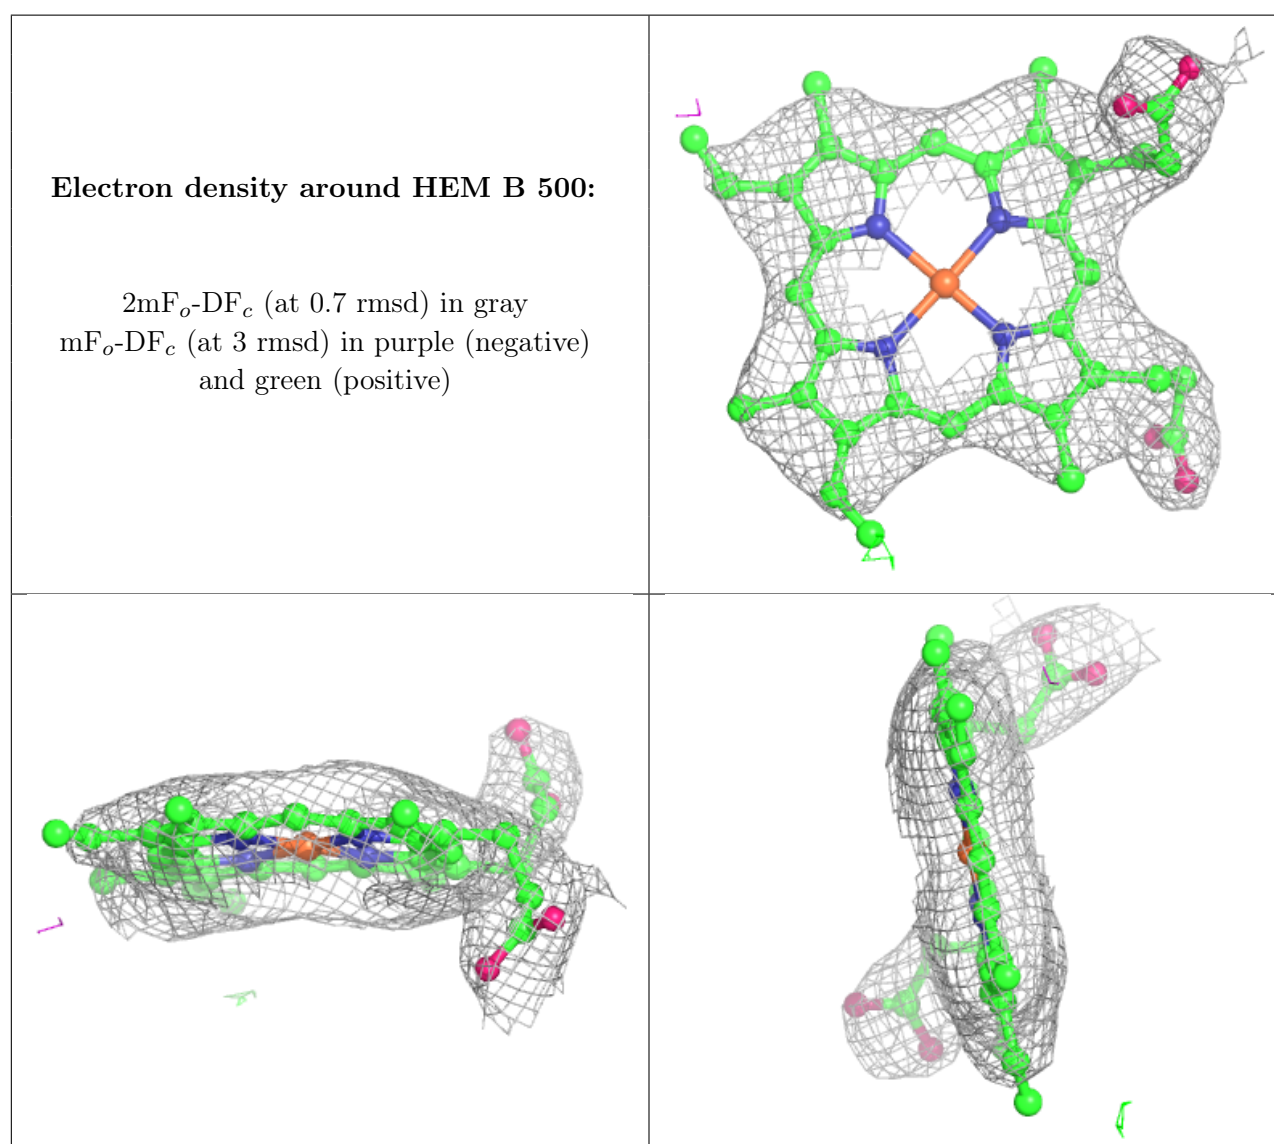 Electron density around HEM B 500:
2mFo-DFc (at 0.7 rmsd) in gray
mFo-DFc (at 3 rmsd) in purple (negative)
and green (positive)